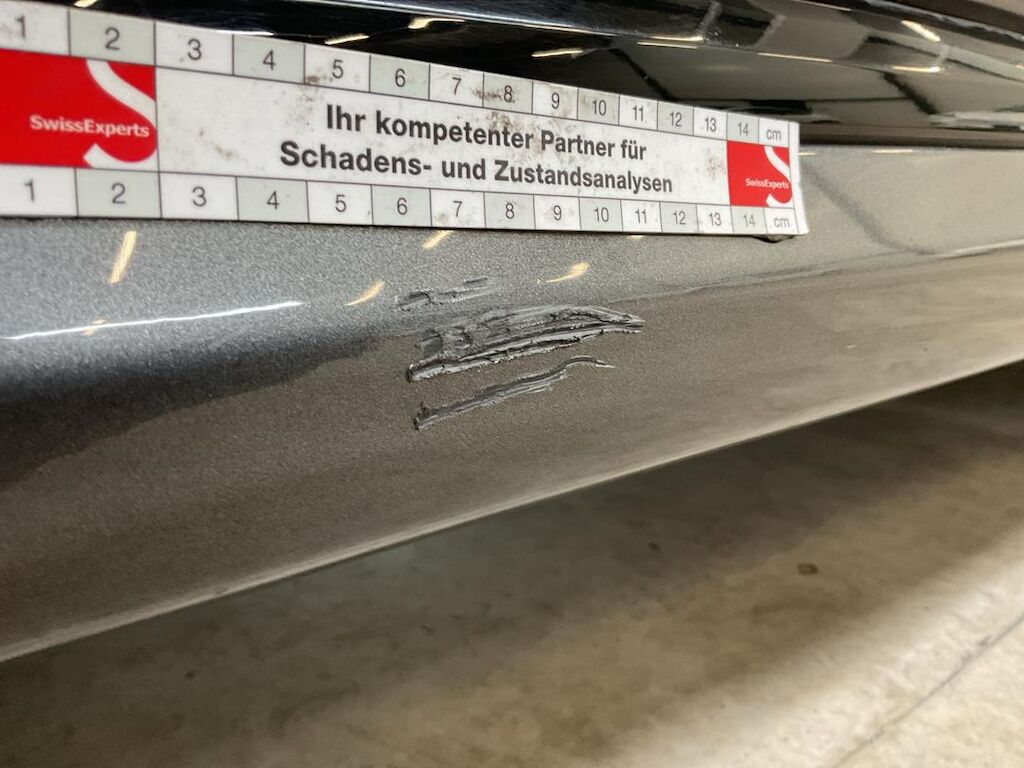 1 2 3 4 5 6 7 8 9 10 11 12 13 14 cm
SwissExperts
Ihr kompetenter Partner für
Schadens- und Zustandsanalysen
SwissExperts
1 2 3 4 5 6 7 8 9 10 11 12 13 14 cm